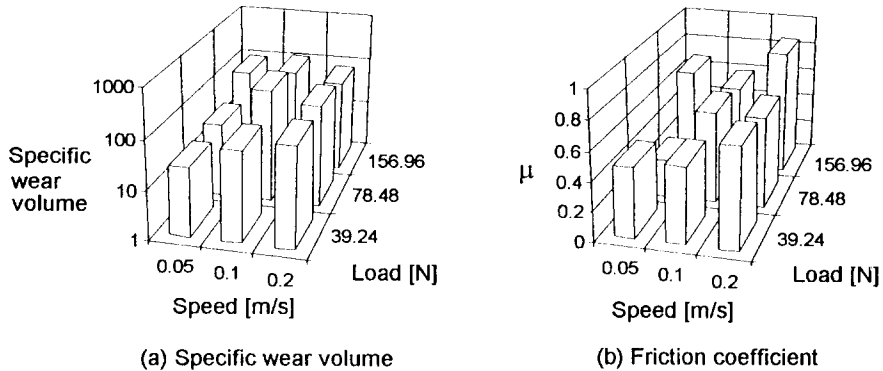 1000
100
10
1
Specific
wear
volume
0.05
0.1
0.2
Speed [m/s]
156.96
78.48
39.24
Load [N]
(a) Specific wear volume
1
0.8
0.6
0.4
0.2
0
μ
0.05
0.1
0.2
Speed [m/s]
156.96
78.48
39.24
Load [N]
(b) Friction coefficient